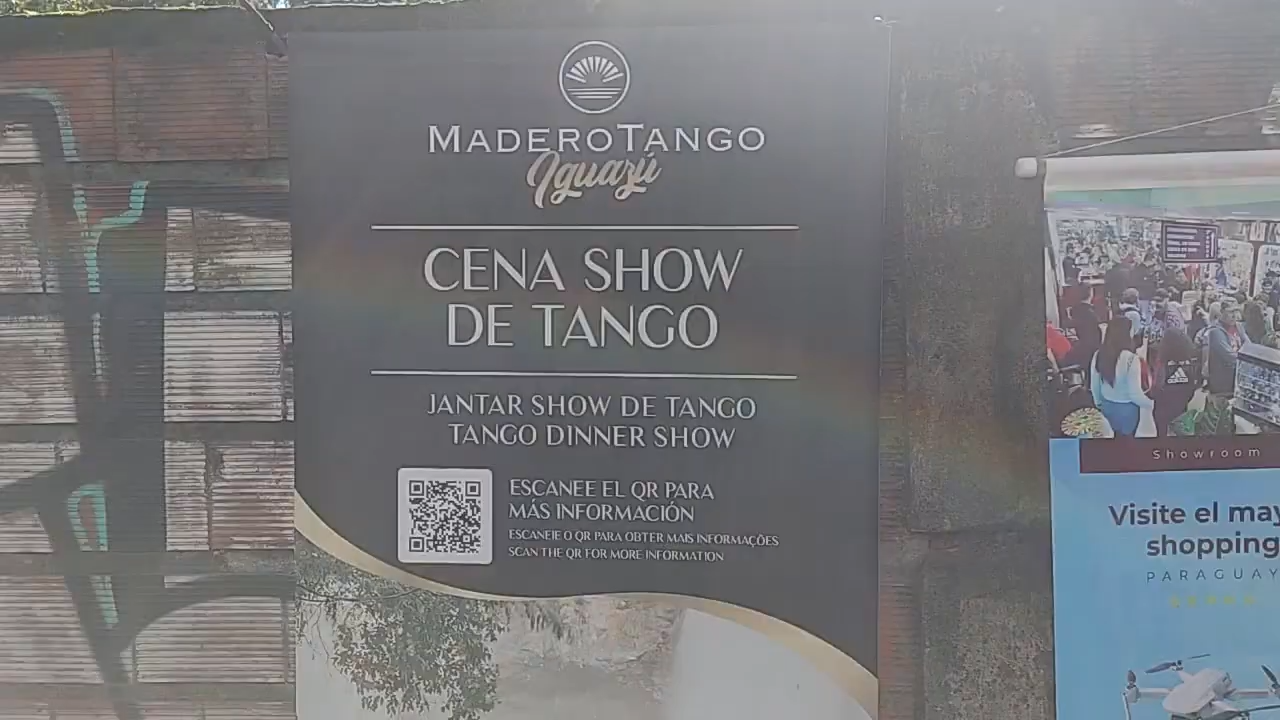 MADEROTANGO
Iguazú
CENA SHOW
DE TANGO
JANTAR SHOW DE TANGO
TANGO DINNER SHOW
ESCANEE EL QR PARA
MÁS INFORMACIÓN
ESCANEIE O QR PARA OBTER MAIS INFORMAÇÕES
SCAN THE QR FOR MORE INFORMATION
adidas
Showroom
Visite el may
shopping
PARAGUAY